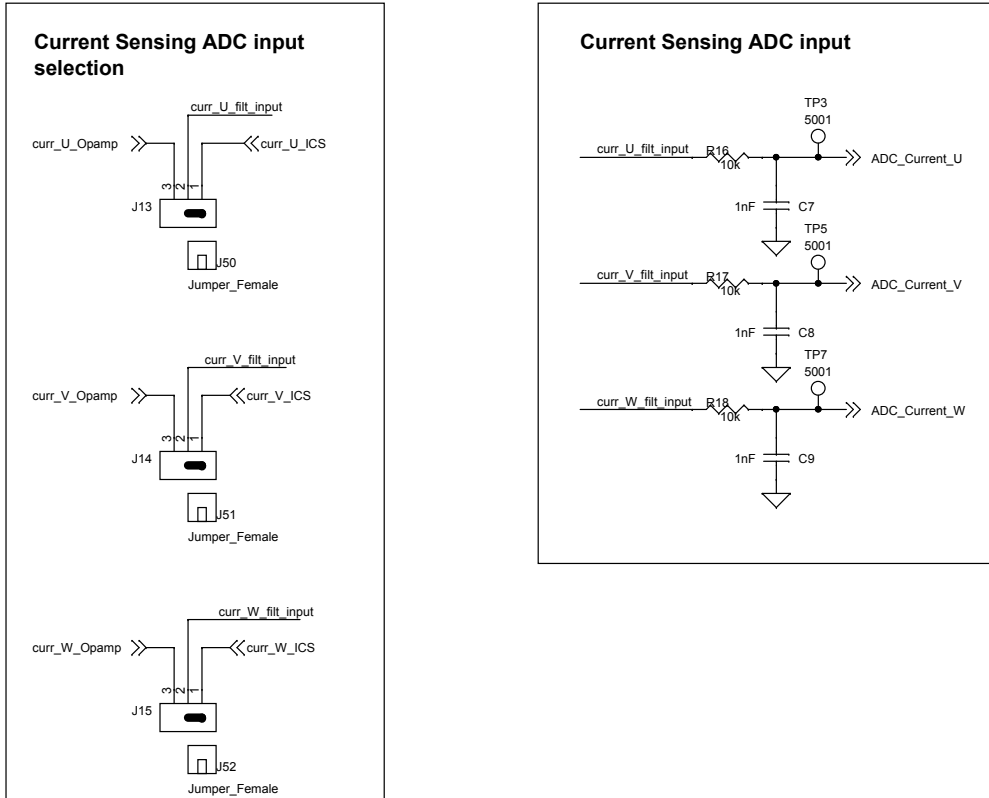 Current Sensing ADC input
selection
curr_U_filt_input
curr_U_Opamp
curr_U_ICS
3
2
1
J13
J50
Jumper_Female
curr_V_filt_input
curr_V_Opamp
curr_V_ICS
3
2
1
J14
J51
Jumper_Female
curr_W_filt_input
curr_W_Opamp
curr_W_ICS
3
2
1
J15
J52
Jumper_Female
Current Sensing ADC input
TP3
5001
curr_U_filt_input
R16
10k
ADC_Current_U
1nF
C7
TP5
5001
curr_V_filt_input
R17
10k
ADC_Current_V
1nF
C8
TP7
5001
curr_W_filt_input
R18
10k
ADC_Current_W
1nF
C9